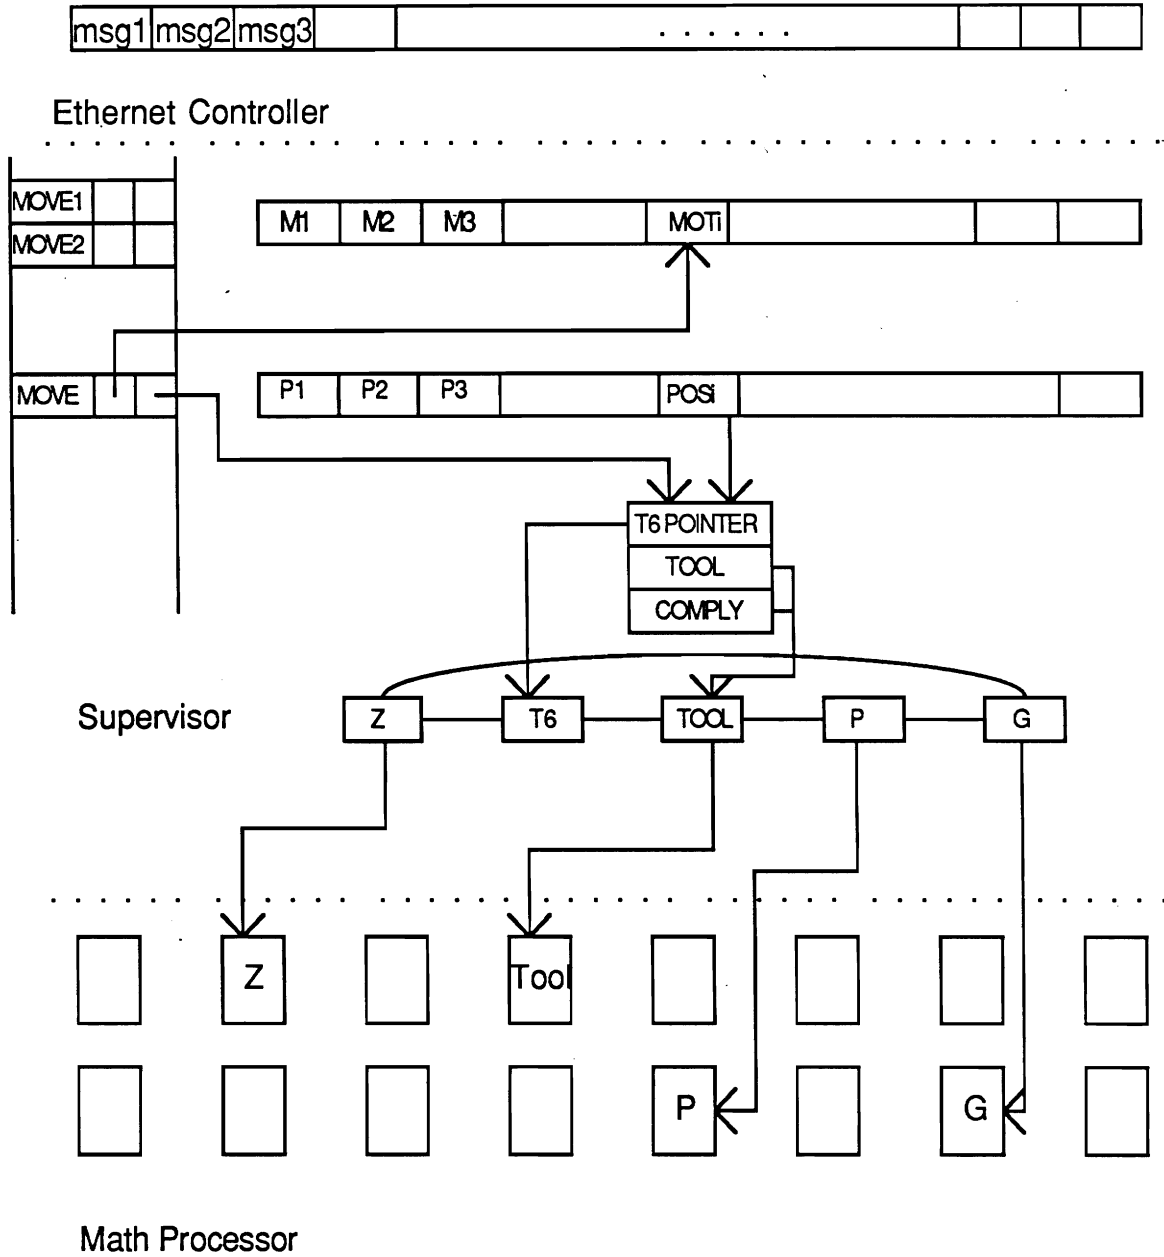 msg1 msg2 msg3 . . . . . .
Ethernet Controller
MOVE1
M1 M2 M3 MOTi
MOVE2
MOVE P1 P2 P3 POSi
T6 POINTER
TOOL
COMPLY
Supervisor Z T6 TOOL P G
Z Tool
P G
Math Processor